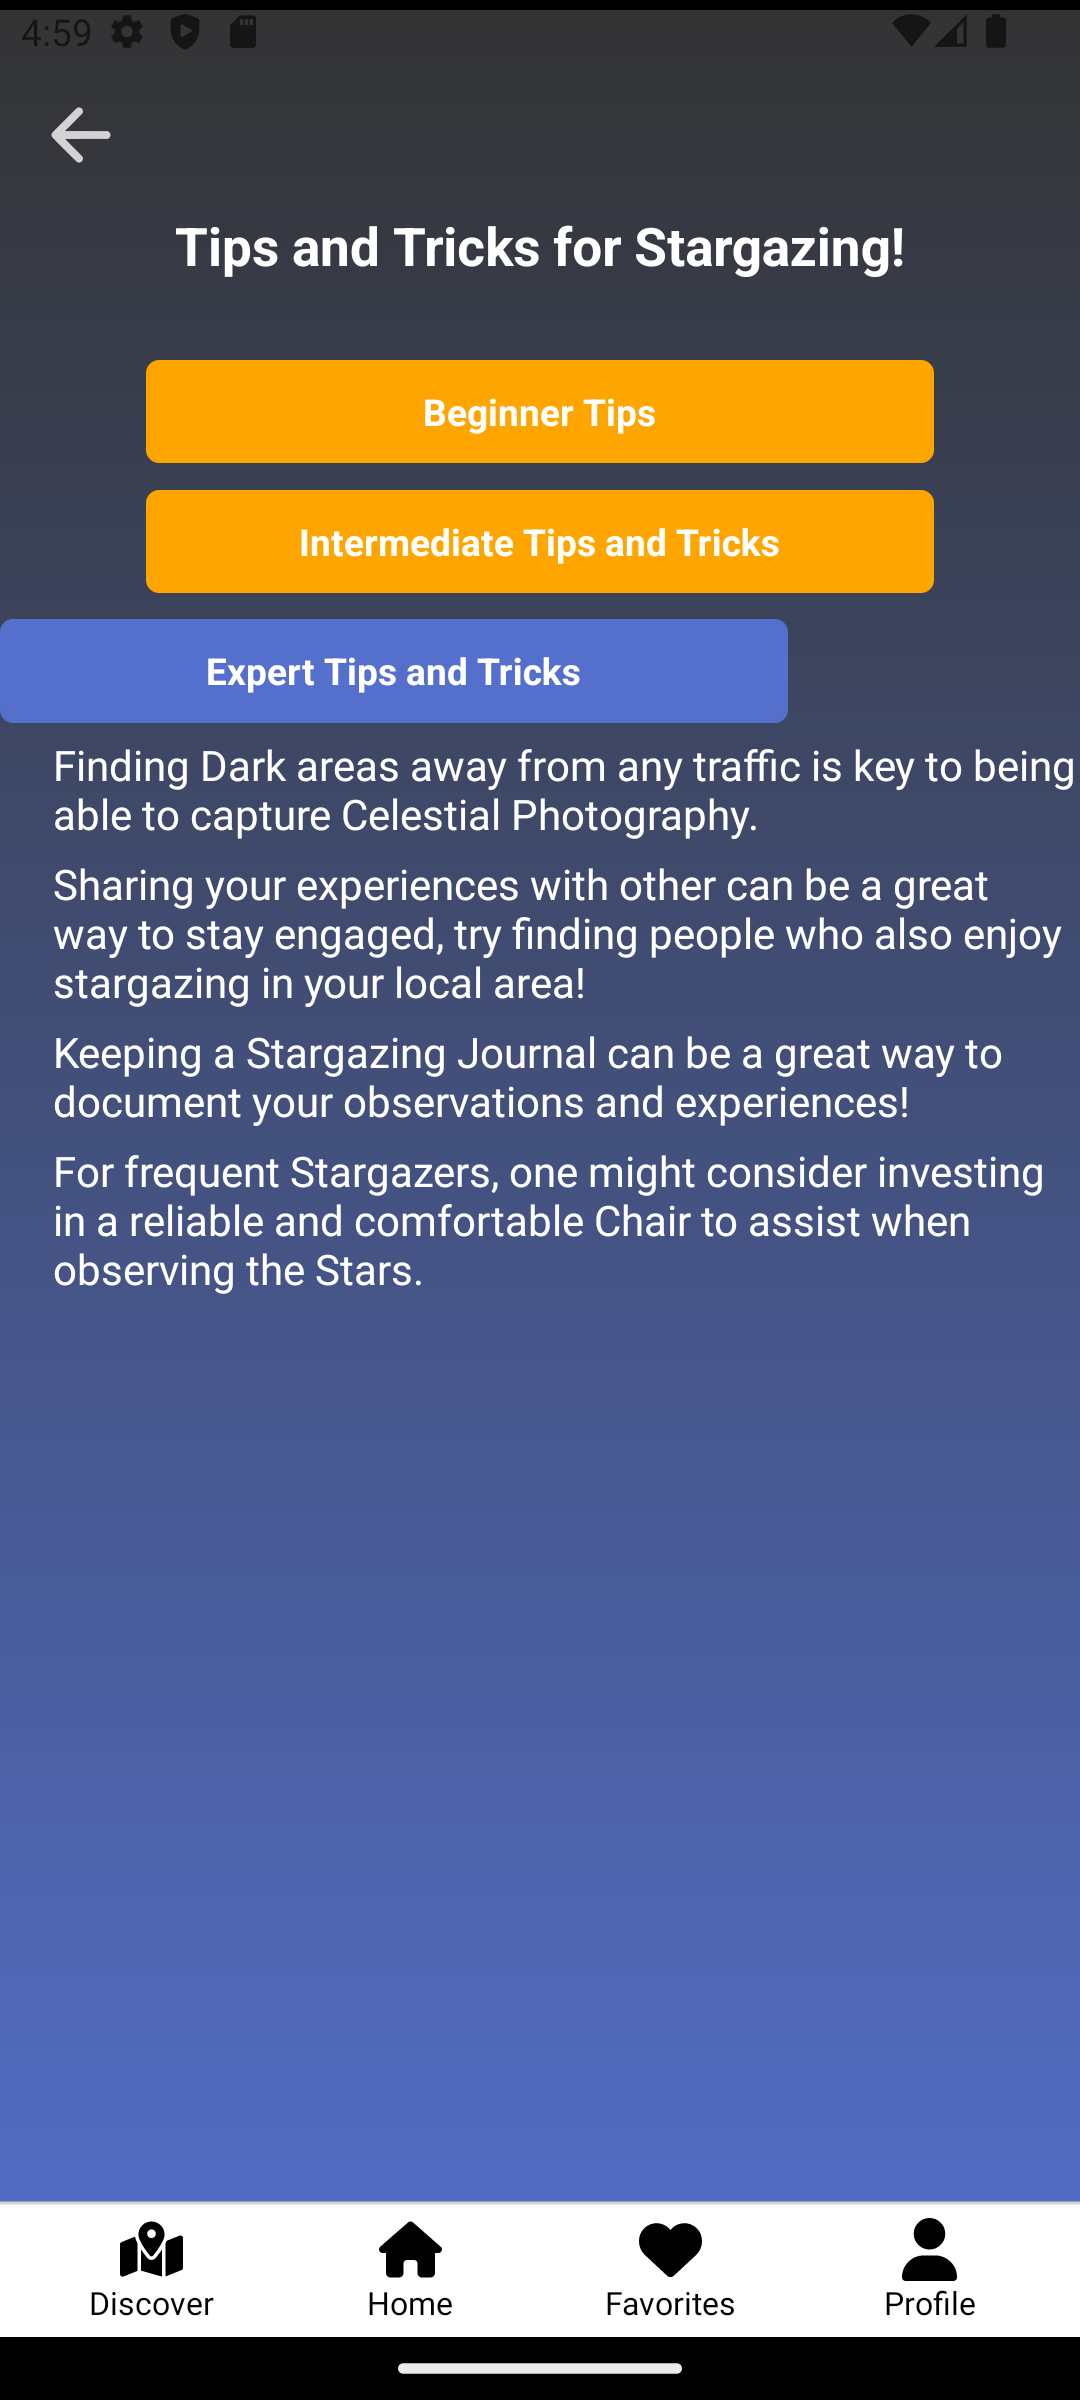 4:59
Tips and Tricks for Stargazing!
Beginner Tips
Intermediate Tips and Tricks
Expert Tips and Tricks
Finding Dark areas away from any traffic is key to being
able to capture Celestial Photography.
Sharing your experiences with other can be a great
way to stay engaged, try finding people who also enjoy
stargazing in your local area!
Keeping a Stargazing Journal can be a great way to
document your observations and experiences!
For frequent Stargazers, one might consider investing
in a reliable and comfortable Chair to assist when
observing the Stars.
Discover
Home
Favorites
Profile